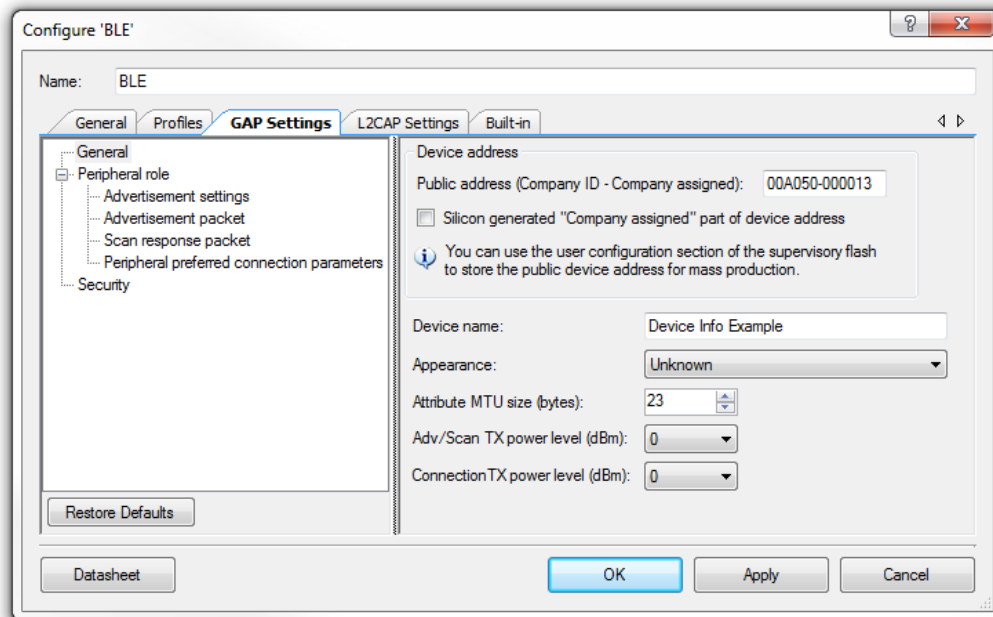 Configure 'BLE'
?
X
Name: BLE
General Profiles GAP Settings L2CAP Settings Built-in
General
Peripheral role
Advertisement settings
Advertisement packet
Scan response packet
Peripheral preferred connection parameters
Security
Restore Defaults
Device address
Public address (Company ID - Company assigned): 00A050-000013
Silicon generated "Company assigned" part of device address
You can use the user configuration section of the supervisory flash
to store the public device address for mass production.
Device name: Device Info Example
Appearance: Unknown
Attribute MTU size (bytes): 23
Adv/Scan TX power level (dBm): 0
ConnectionTX power level (dBm): 0
Datasheet OK Apply Cancel